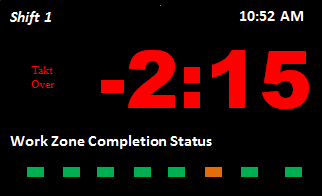 Shift 1
10:52 AM
Takt
Over
-2:15
Work Zone Completion Status